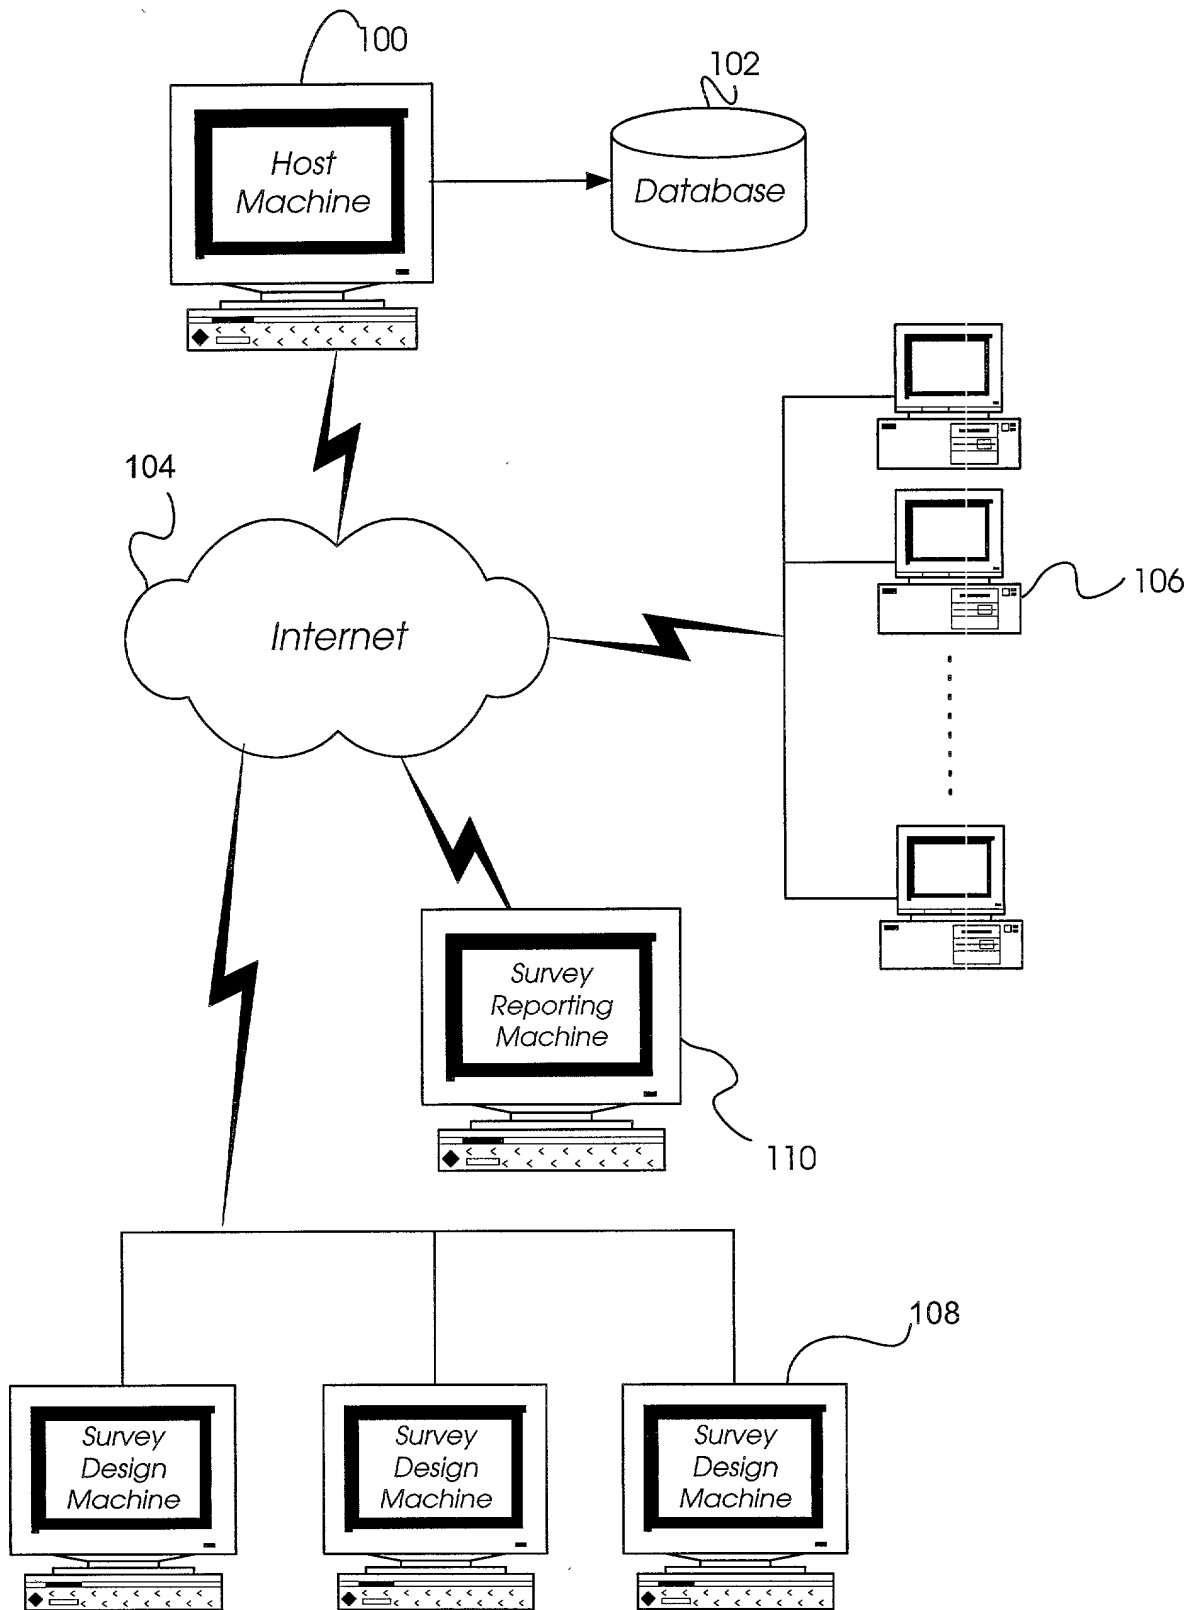 100
102
Host
Machine
Database
104
106
Internet
Survey
Reporting
Machine
110
108
Survey
Design
Machine
Survey
Design
Machine
Survey
Design
Machine